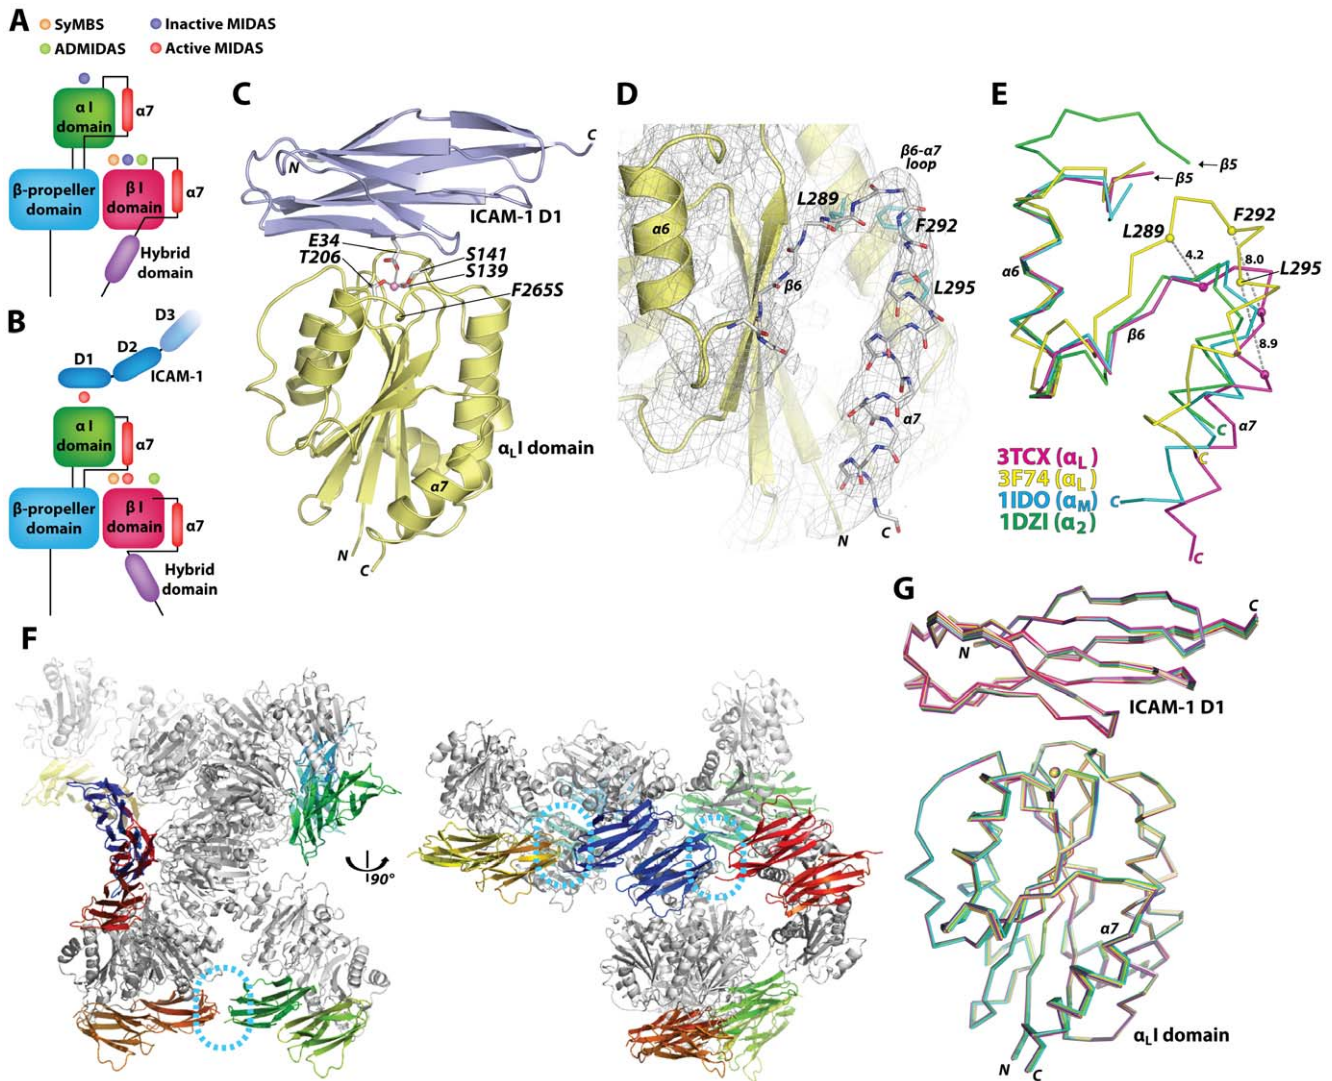 A
SyMBS
Inactive MIDAS
ADMIDAS
Active MIDAS
α I
domain
α7
β-propeller
domain
β I
domain
α7
Hybrid
domain
B
D3
D2
D1
ICAM-1
α I
domain
α7
β-propeller
domain
β I
domain
α7
Hybrid
domain
C
C
N
ICAM-1 D1
E34
T206
S141
S139
F265S
αLI domain
α7
N
C
D
β6-α7
loop
L289
F292
α6
L295
β6
α7
N
C
E
β5
β5
F292
L289
4.2
8.0
L295
α6
β6
8.9
α7
C
C
C
C
3TCX (αL)
3F74 (αL)
1IDO (αM)
1DZI (α2)
F
90°
G
C
N
ICAM-1 D1
α7
αLI domain
N
C